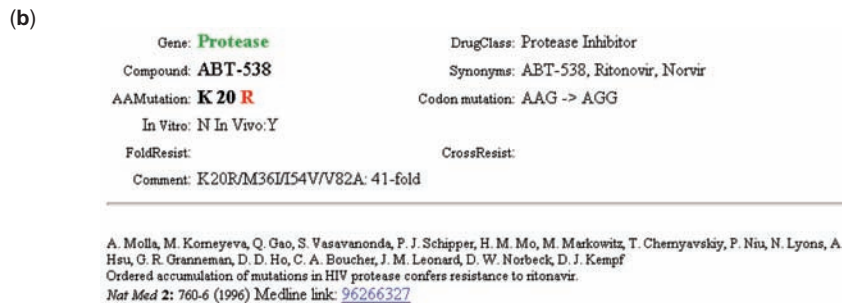 (b)
Gene: Protease DrugClass: Protease Inhibitor
Compound: ABT-538 Synonyms: ABT-538, Ritonovir, Norvir
AAMutation: K 20 R Codon mutation: AAG -> AGG
In Vitro: N In Vivo:Y
FoldResist: CrossResist:
Comment: K20R/M36I/I54V/V82A: 41-fold
A. Molla, M. Korneyeva, Q. Gao, S. Vasavanonda, P. J. Schipper, H. M. Mo, M. Markowitz, T. Chernyavskiy, P. Niu, N. Lyons, A.
Hsu, G. R. Granneman, D. D. Ho, C. A. Boucher, J. M. Leonard, D. W. Norbeck, D. J. Kempf
Ordered accumulation of mutations in HIV protease confers resistance to ritonavir.
Nat Med 2: 760-6 (1996) Medline link: 96266327